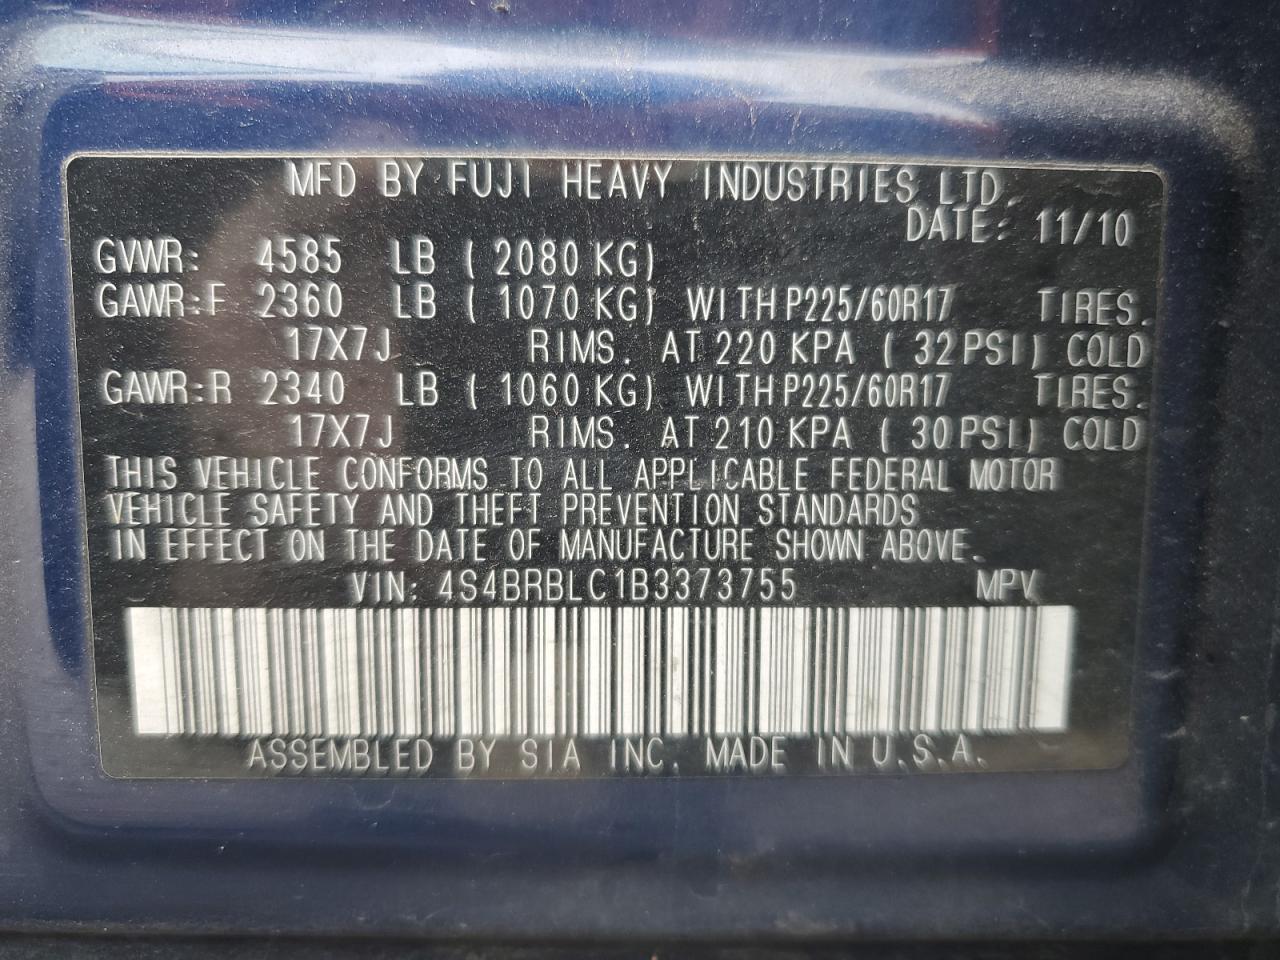 MFD BY FUJI HEAVY INDUSTRIES LTD.
DATE: 11/10
GVWR: 4585 LB ( 2080 KG)
GAWR:F 2360 LB ( 1070 KG) WITH P225/60R17 TIRES.
17X7J RIMS. AT 220 KPA ( 32 PSI) COLD
GAWR:R 2340 LB ( 1060 KG) WITH P225/60R17 TIRES.
17X7J RIMS. AT 210 KPA ( 30 PSI) COLD
THIS VEHICLE CONFORMS TO ALL APPLICABLE FEDERAL MOTOR
VEHICLE SAFETY AND THEFT PREVENTION STANDARDS
IN EFFECT ON THE DATE OF MANUFACTURE SHOWN ABOVE.
VIN: 4S4BRBLC1B3373755 MPV
ASSEMBLED BY SIA INC. MADE IN U.S.A.